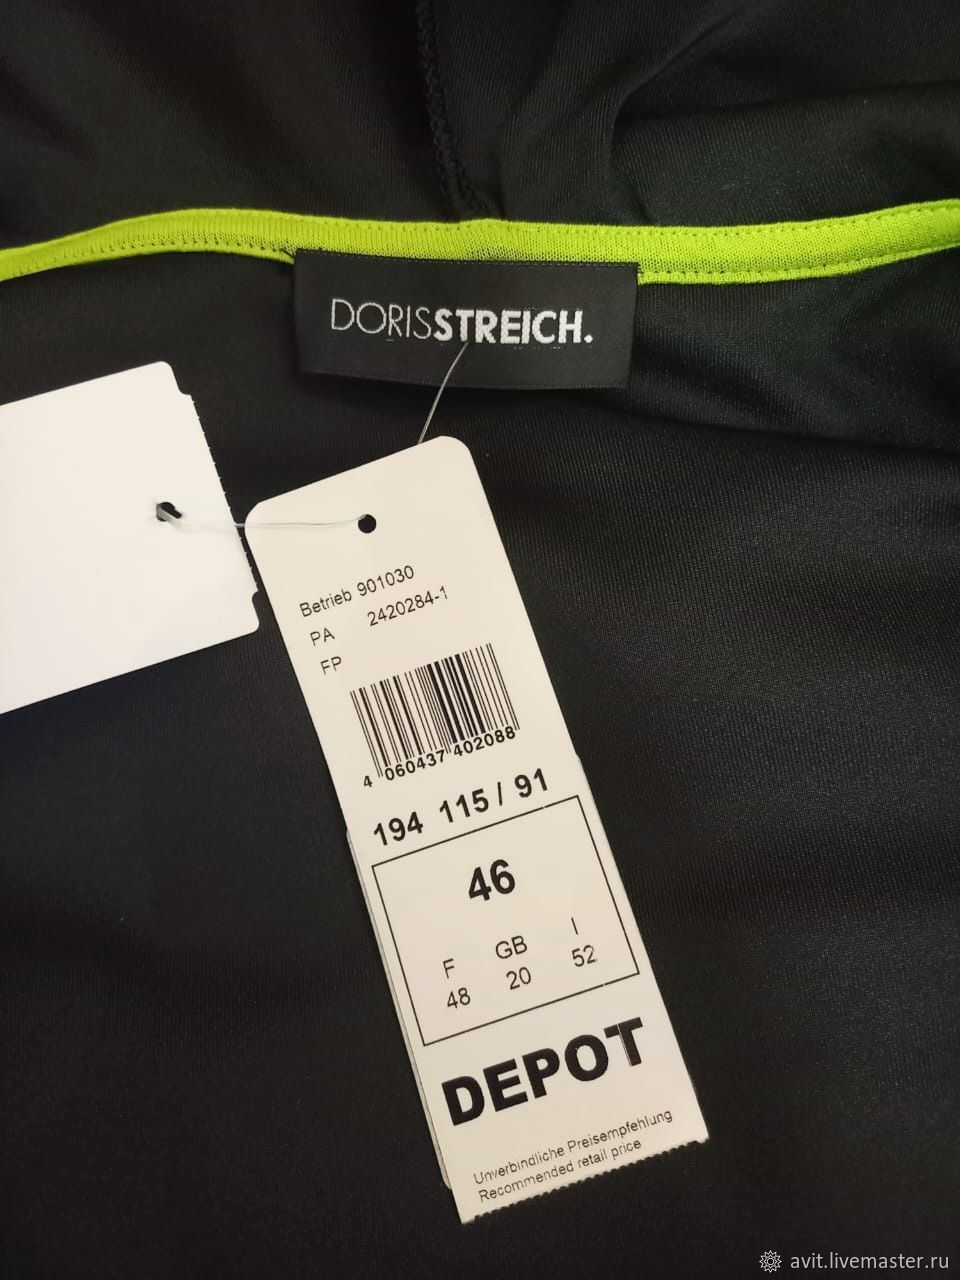 DORISSTREICH.
Betrieb 901030
PA 2420284-1
FP
4 060437 402088
194 115 / 91
46
F GB I
48 20 52
DEPOT
Unverbindliche Preisempfehlung
Recommended retail price
avit.livemaster.ru